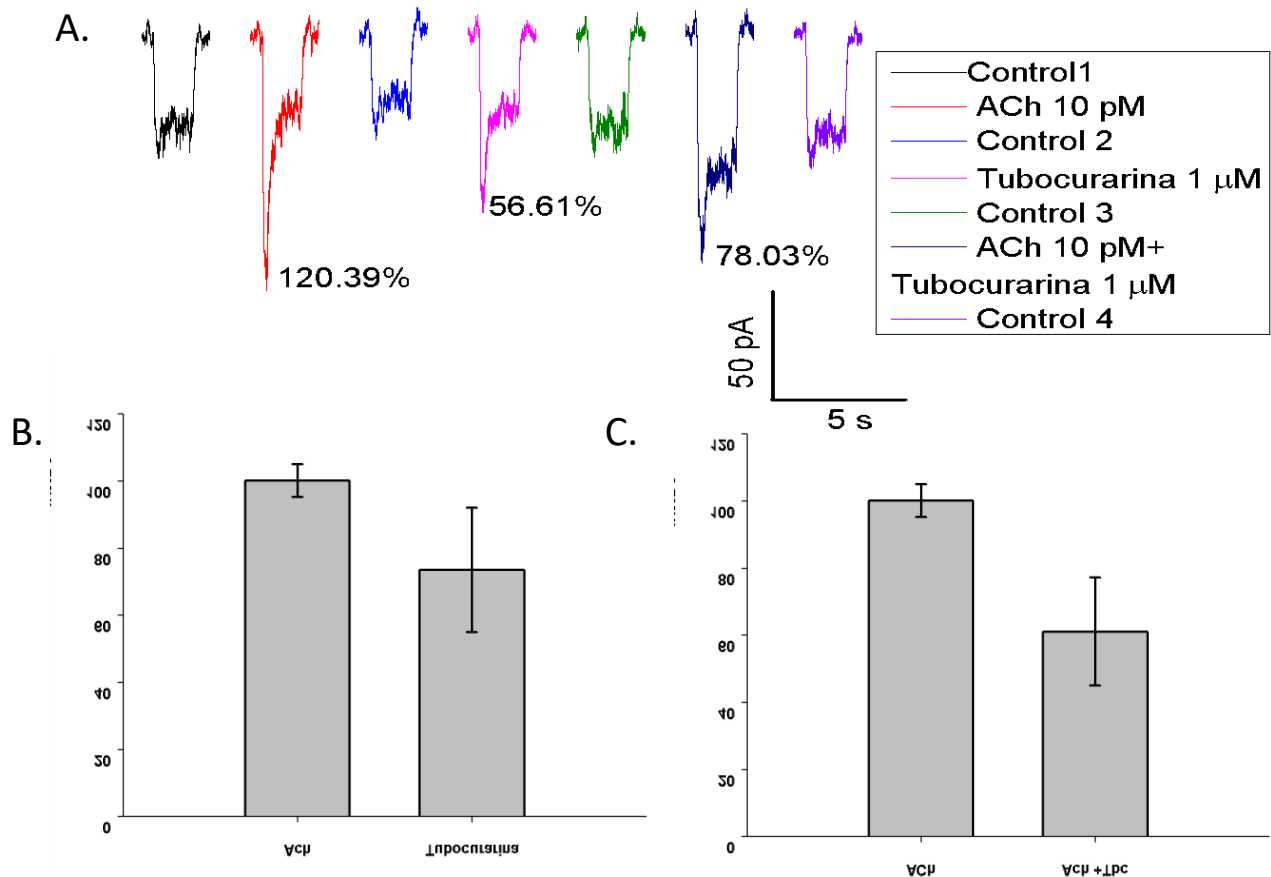 A.
Control1
ACh 10 pM
Control 2
Tubocurarina 1 μM
Control 3
ACh 10 pM+
Tubocurarina 1 μM
Control 4
56.61%
78.03%
120.39%
50 pA
5 s
B.
120
100
80
60
40
20
0
Ach
Tubocurarina
C.
120
100
80
60
40
20
0
ACh
Ach +Tbc